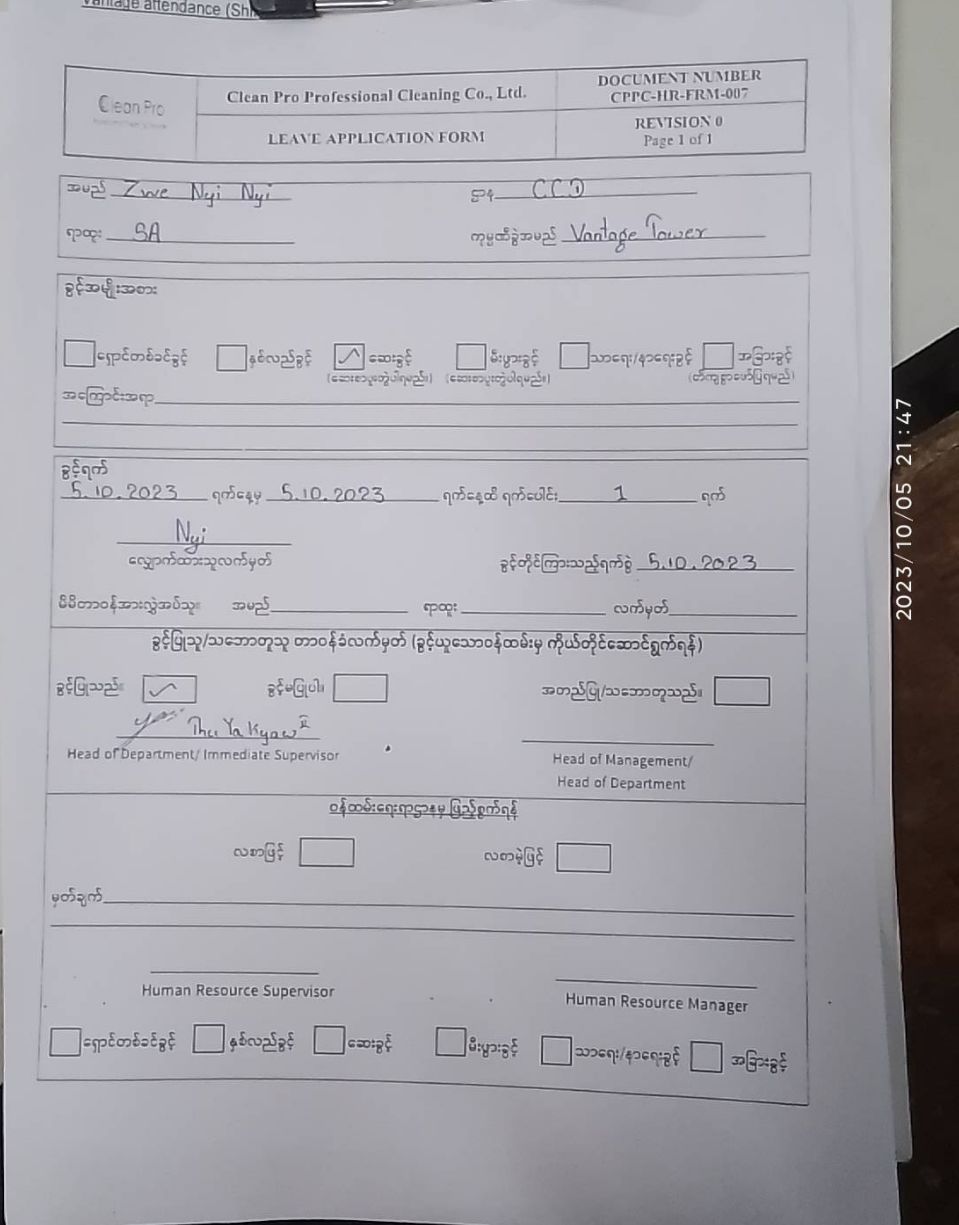 Vantage attendance (Shi
Clean Pro
Clean Pro Professional Cleaning Co., Ltd.
LEAVE APPLICATION FORM
DOCUMENT NUMBER
CPPC-HR-FRM-007
REVISION 0
Page 1 of 1
အမည် Zwe Nyi Nyi ဌာန CCO
ရာထူး SA ကုမ္ပဏီခွဲအမည် Vantage Tower
ခွင့်အမျိုးအစား
ရှောင်တခင်ခွင့် နှစ်လည်ခွင့် ဆေးခွင့် မီးဖွားခွင့် သာရေး/နာရေးခွင့် အခြားခွင့်
(ဆေးစာပူးတွဲပါရမည်။) (ဆေးစာပူးတွဲပါရမည်။) (တိကျစွာဖော်ပြရမည်)
အကြောင်းအရာ
ခွင့်ရက်
5.10.2023 ရက်နေ့မှ 5.10.2023 ရက်နေ့ထိ ရက်ပေါင်း 1 ရက်
Nyi
လျှောက်ထားသူလက်မှတ် ခွင့်တိုင်ကြားသည့်ရက်စွဲ 5.10.2023
မိမိတာဝန်အားလွှဲအပ်သူ။ အမည် ရာထူး လက်မှတ်
ခွင့်ပြုသူ/သဘောတူသူ တာဝန်ခံလက်မှတ် (ခွင့်ယူသောဝန်ထမ်းမှ ကိုယ်တိုင်ဆောင်ရွက်ရန်)
ခွင့်ပြုသည်။ ခွင့်မပြုပါ။ အတည်ပြု/သဘောတူသည်။
Thu Ya Kyaw II
Head of Department/ Immediate Supervisor
Head of Management/
Head of Department
ဝန်ထမ်းရေးရာဌာနမှ ဖြည့်စွက်ရန်
လစာဖြင့် လစာမဲ့ဖြင့်
မှတ်ချက်
Human Resource Supervisor
Human Resource Manager
ရှောင်တခင်ခွင့် နှစ်လည်ခွင့် ဆေးခွင့် မီးဖွားခွင့် သာရေး/နာရေးခွင့် အခြားခွင့်
2023/10/05 21:47